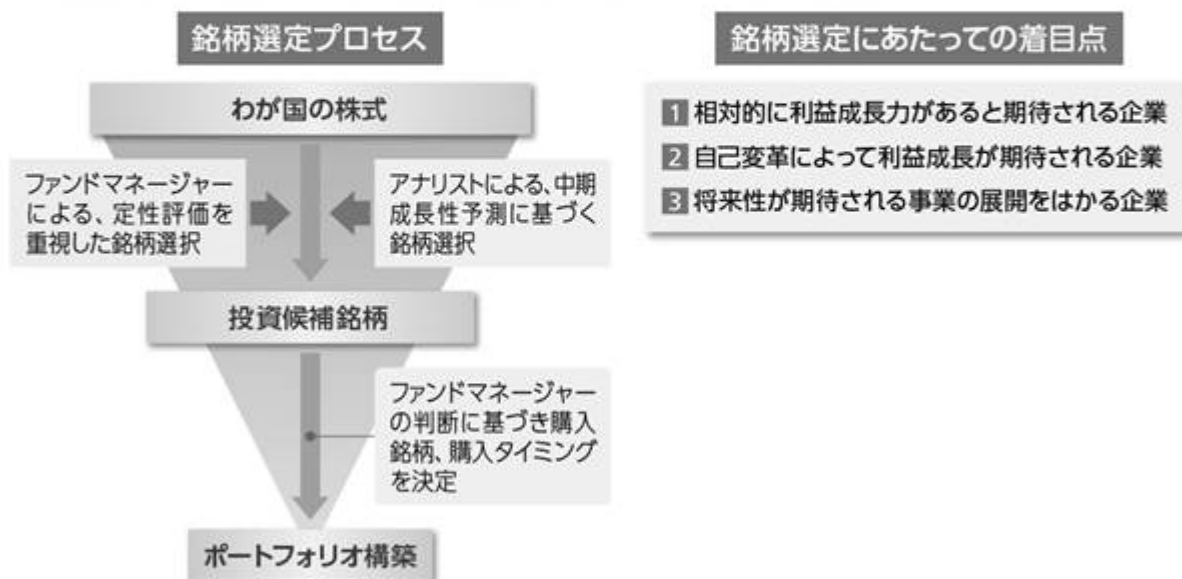 銘柄選定プロセス
わが国の株式
ファンドマネージャー
による、定性評価を
重視した銘柄選択
アナリストによる、中期
成長性予測に基づく
銘柄選択
投資候補銘柄
ファンドマネージャー
の判断に基づき購入
銘柄、購入タイミング
を決定
ポートフォリオ構築
銘柄選定にあたっての着目点
1 相対的に利益成長力があると期待される企業
2 自己変革によって利益成長が期待される企業
3 将来性が期待される事業の展開をはかる企業